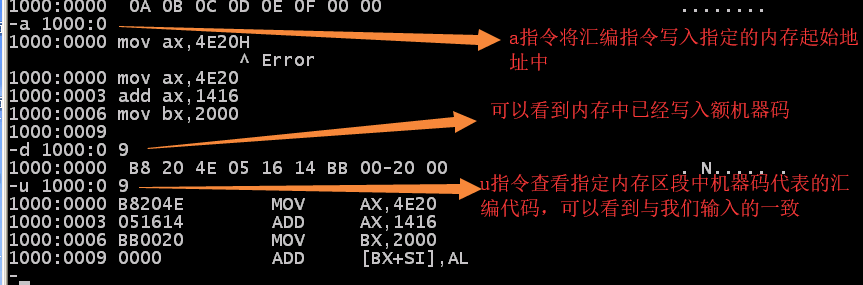 1000:0000  0A 0B 0C 0D 0E 0F 00 00                          ........
-a 1000:0
1000:0000 mov ax,4E20H
^ Error
1000:0000 mov ax,4E20
1000:0003 add ax,1416
1000:0006 mov bx,2000
1000:0009
-d 1000:0 9
1000:0000  B8 20 4E 05 16 14 BB 00-20 00                    . N..... .
-u 1000:0 9
1000:0000 B8204E        MOV     AX,4E20
1000:0003 051614        ADD     AX,1416
1000:0006 BB0020        MOV     BX,2000
1000:0009 0000          ADD     [BX+SI],AL
-
a指令将汇编指令写入指定的内存起始地
址中
可以看到内存中已经写入额机器码
u指令查看指定内存区段中机器码代表的汇
编代码，可以看到与我们输入的一致